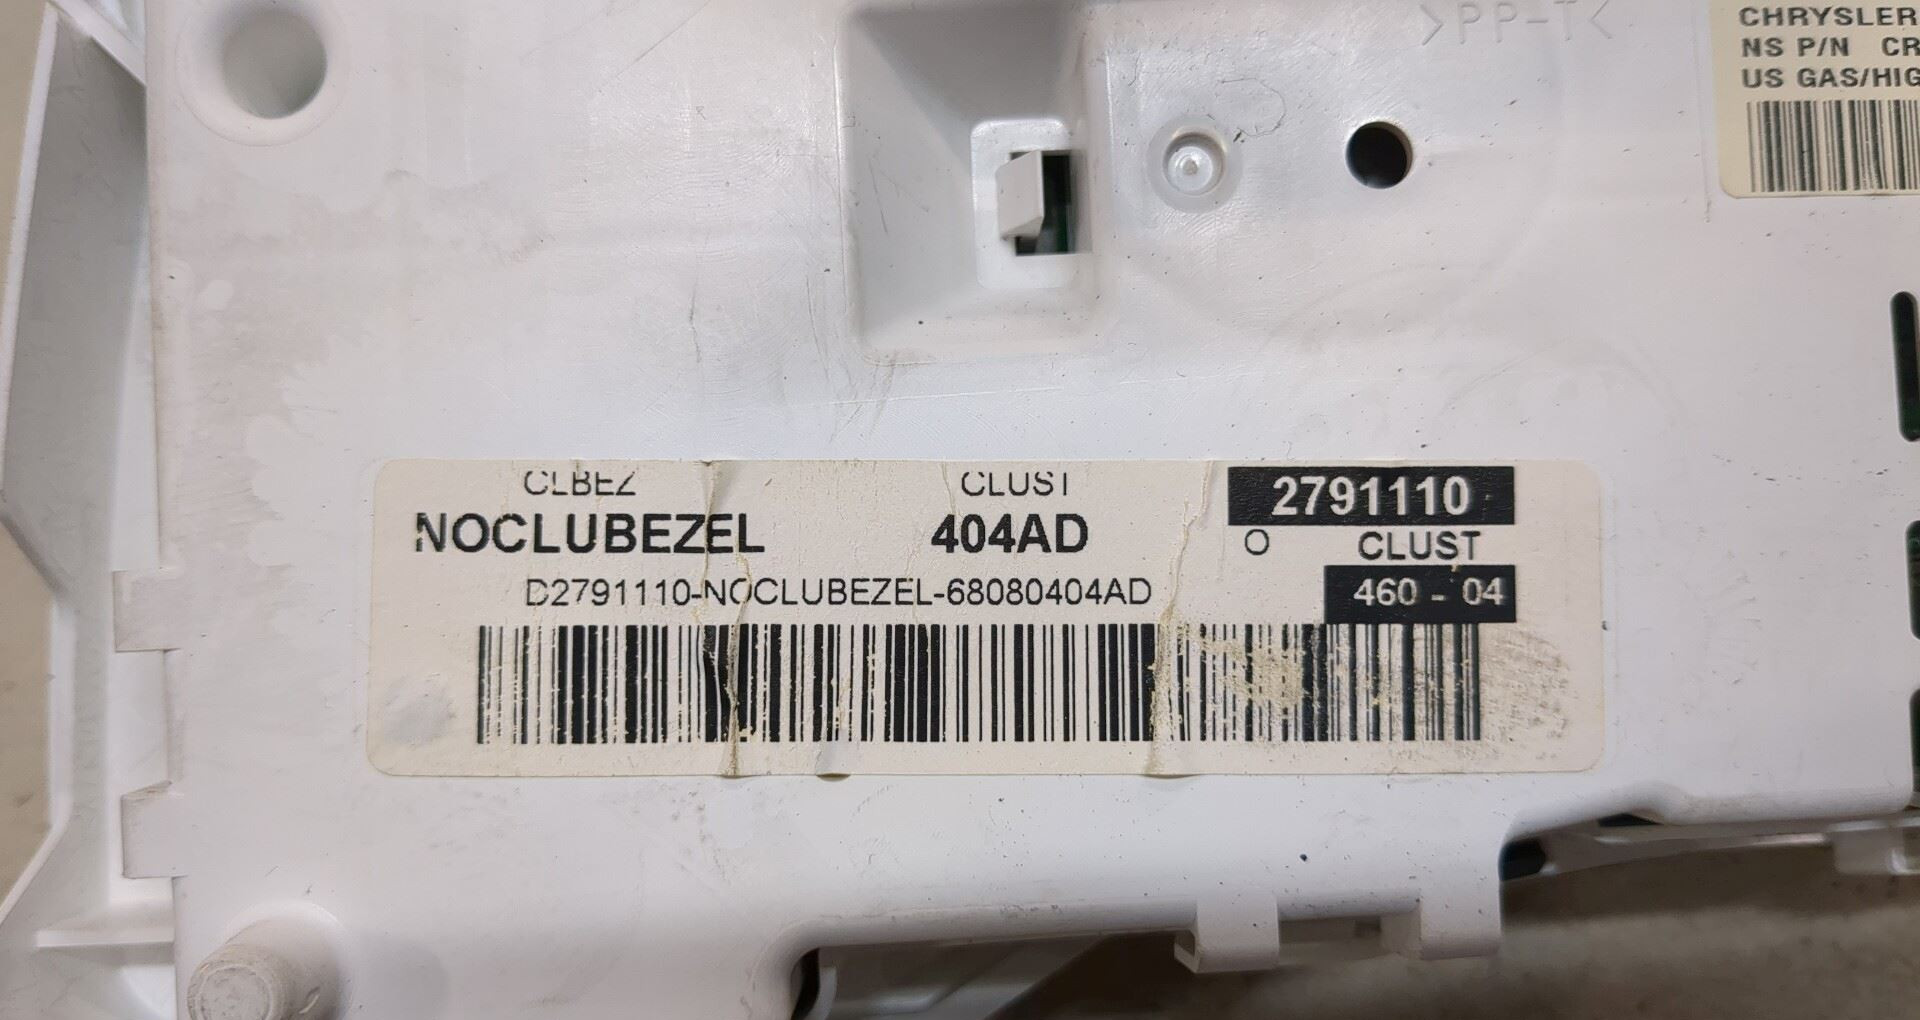 >PP-T<
CHRYSLER
NS P/N CR
US GAS/HIG
CLBEZ CLUST 2791110
NOCLUBEZEL 404AD O CLUST
D2791110-NOCLUBEZEL-68080404AD 460 - 04